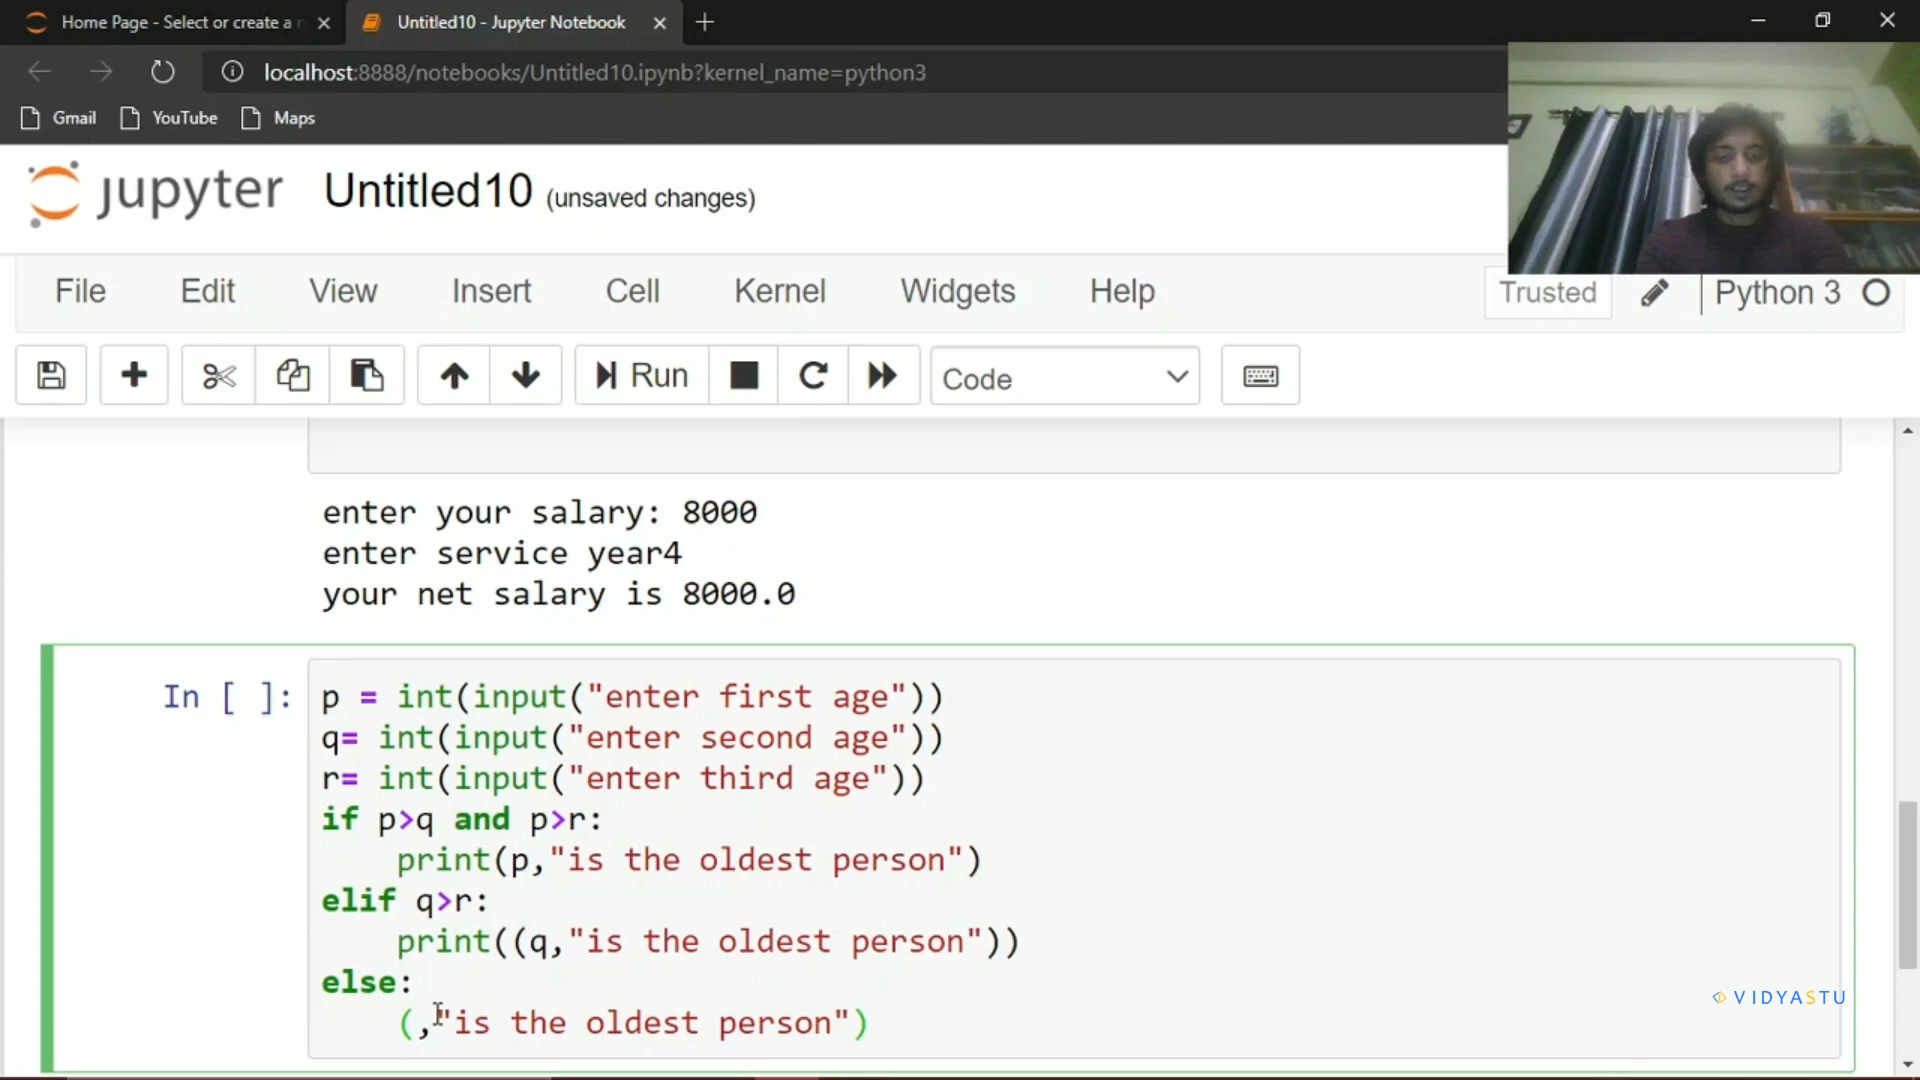 Home Page - Select or create a n
Untitled10 - Jupyter Notebook
localhost:8888/notebooks/Untitled10.ipynb?kernel_name=python3
Gmail YouTube Maps
jupyter Untitled10 (unsaved changes)
File Edit View Insert Cell Kernel Widgets Help Trusted Python 3
Run Code
enter your salary: 8000
enter service year4
your net salary is 8000.0
In [ ]: p = int(input("enter first age"))
q= int(input("enter second age"))
r= int(input("enter third age"))
if p>q and p>r:
print(p,"is the oldest person")
elif q>r:
print((q,"is the oldest person"))
else:
(,"is the oldest person")
VIDYASTU